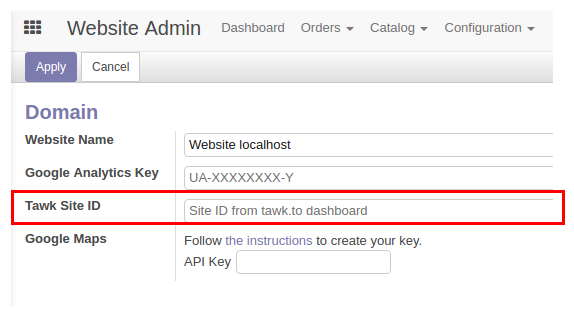 Website Admin Dashboard Orders Catalog Configuration
Apply Cancel
Domain
Website Name Website localhost
Google Analytics Key UA-XXXXXXXX-Y
Tawk Site ID Site ID from tawk.to dashboard
Google Maps Follow the instructions to create your key.
API Key